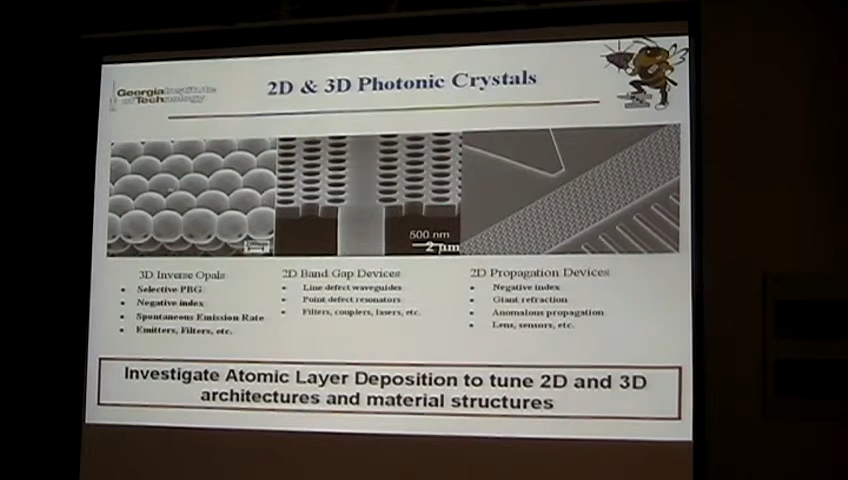 2D & 3D Photonic Crystals
Georgia Institute
of Technology
500 nm
2 µm
3D Inverse Opals
• Selective PBG
• Negative index
• Spontaneous Emission Rate
• Emitters, Filters, etc.
2D Band Gap Devices
• Line defect waveguides
• Point defect resonators
• Filters, couplers, lasers, etc.
2D Propagation Devices
• Negative index
• Giant refraction
• Anomalous propagation
• Lens, sensors, etc.
Investigate Atomic Layer Deposition to tune 2D and 3D
architectures and material structures